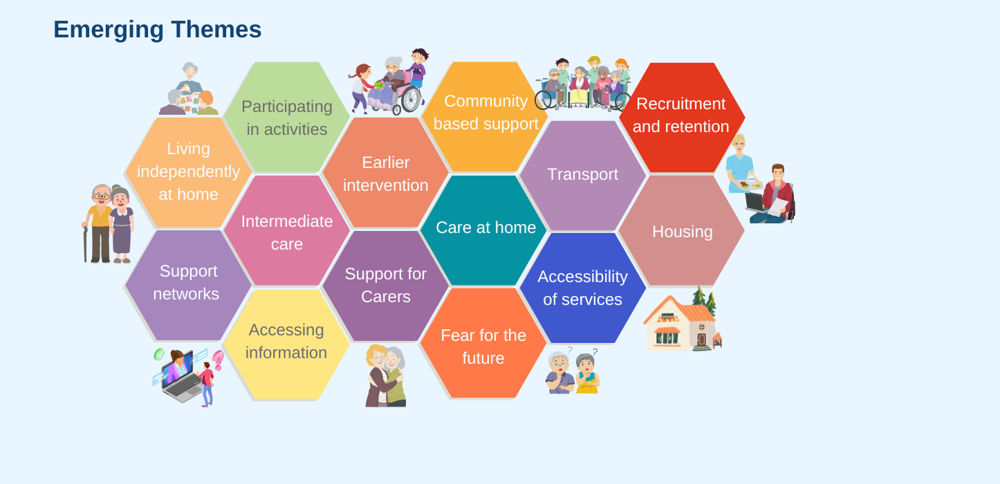 Emerging Themes
Participating
in activities
Community
based support
Recruitment
and retention
Living
independently
at home
Earlier
intervention
Transport
Intermediate
care
Care at home
Housing
Support
networks
Support for
Carers
Accessibility
of services
Accessing
information
Fear for the
future
?
?
?